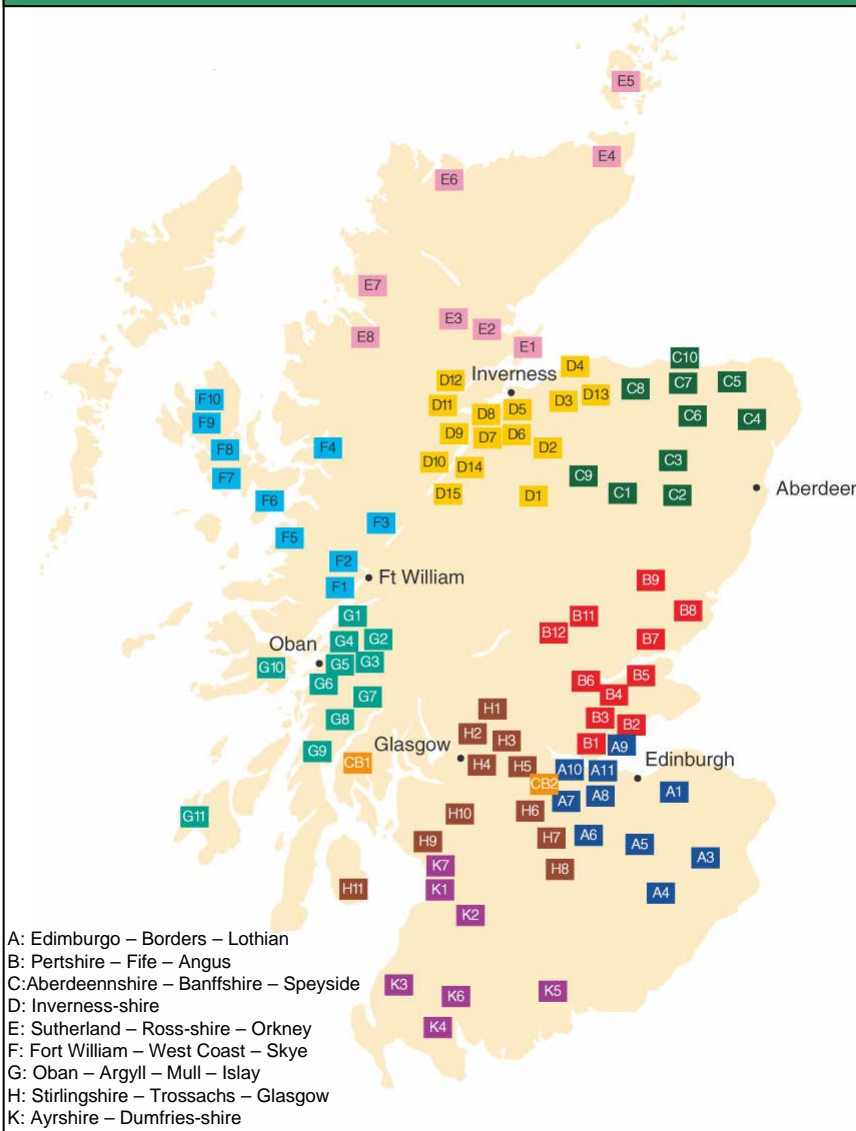 E5
E4
E6
E7
E3
E2
E8
E1
D4
C10
Inverness
D12
C7
C5
C8
D13
F10
D3
D11
D5
D8
C6
C4
F9
D9
D7
D6
F8
F4
D2
D10
D14
C3
F7
C9
Aberdeer
D15
D1
C1
C2
F6
F3
F5
F2
Ft William
B9
F1
B8
G1
B11
B12
G4
G2
B7
Oban
G10
G5
G3
B5
G6
B6
B4
G7
H1
G8
B3
B2
H2
H3
G9
Glasgow
B1
A9
CB1
H4
H5
A10
A11
Edinburgh
CB2
A7
A8
A1
G11
H10
H6
H9
H7
A6
A5
A3
K7
H8
H11
K1
A4
K2
K3
K6
K5
K4
A: Edimburgo – Borders – Lothian
B: Pertshire – Fife – Angus
C:Aberdeennshire – Banffshire – Speyside
D: Inverness-shire
E: Sutherland – Ross-shire – Orkney
F: Fort William – West Coast – Skye
G: Oban – Argyll – Mull – Islay
H: Stirlingshire – Trossachs – Glasgow
K: Ayrshire – Dumfries-shire